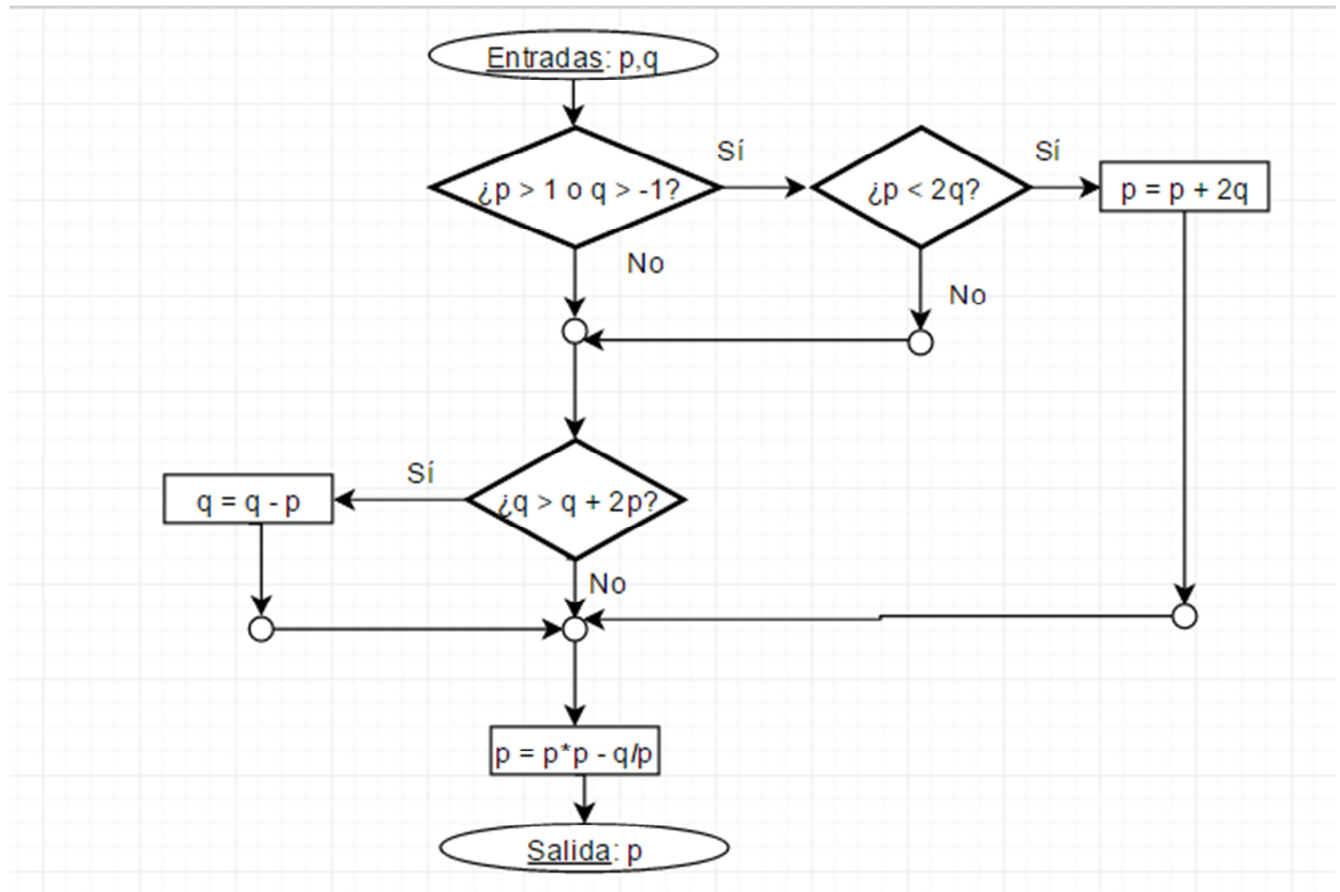 Entradas: p,q
¿p > 1 o q > -1?
Sí
¿p < 2q?
Sí
p = p + 2q
No
No
¿q > q + 2p?
Sí
q = q - p
No
p = p*p - q/p
Salida: p